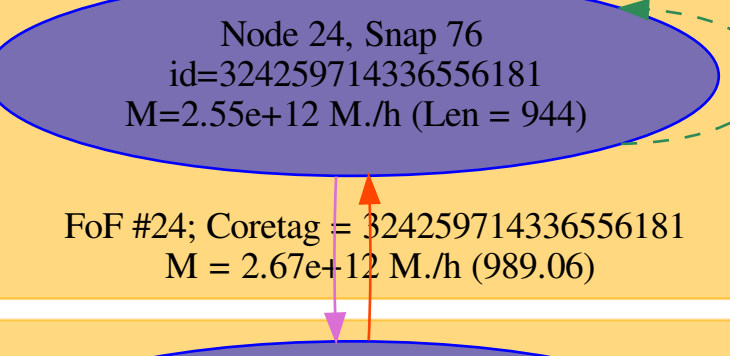 Node 24, Snap 76
id=324259714336556181
M=2.55e+12 M./h (Len = 944)
FoF #24; Coretag = 324259714336556181
M = 2.67e+12 M./h (989.06)